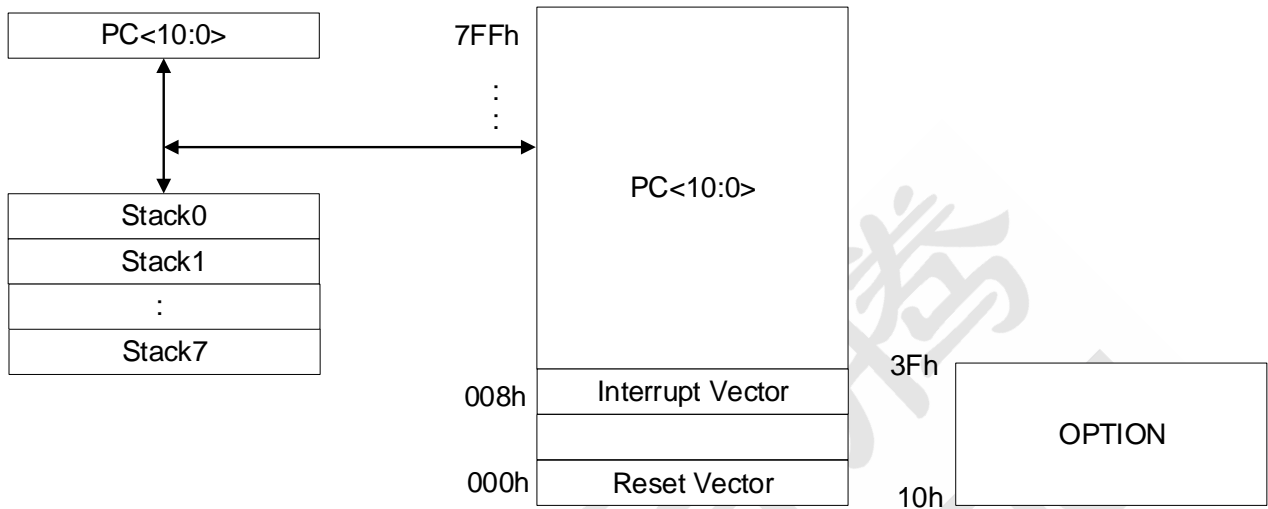 PC<10:0>
Stack0
Stack1
:
Stack7
7FFh
:
:
PC<10:0>
008h
Interrupt Vector
000h
Reset Vector
3Fh
OPTION
10h
腾